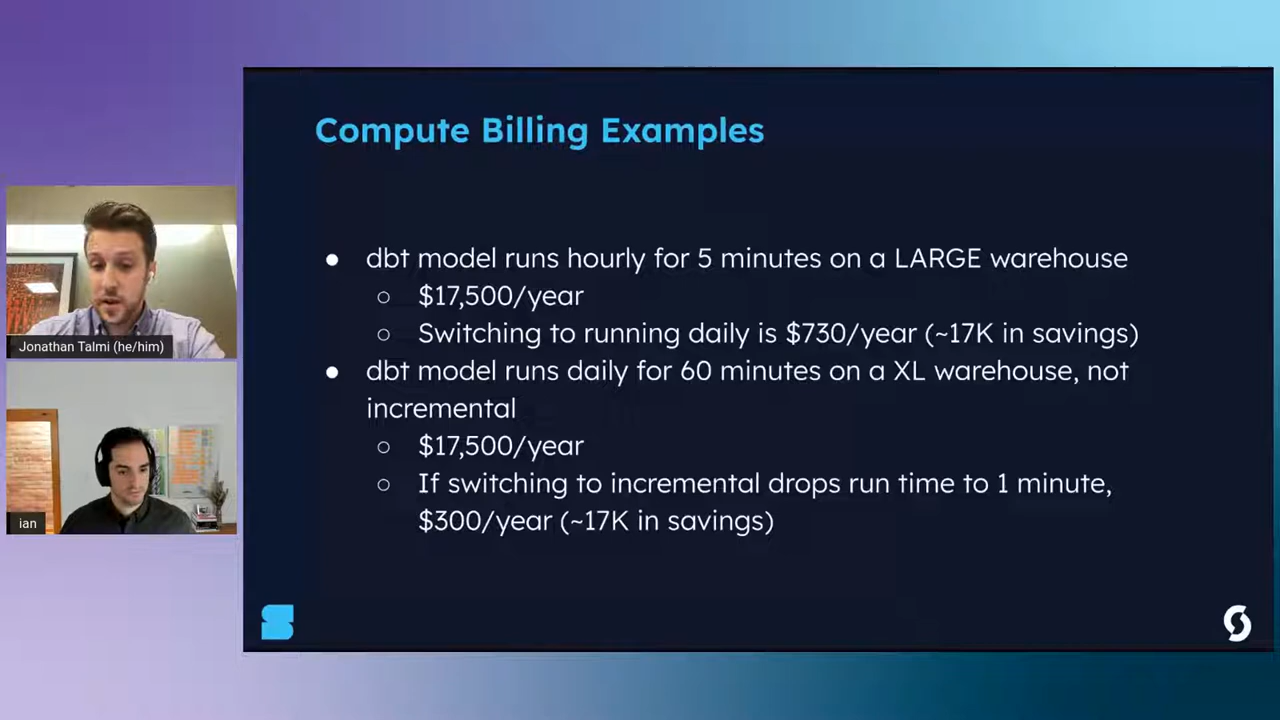 Compute Billing Examples
● dbt model runs hourly for 5 minutes on a LARGE warehouse
○ $17,500/year
○ Switching to running daily is $730/year (~17K in savings)
● dbt model runs daily for 60 minutes on a XL warehouse, not
incremental
○ $17,500/year
○ If switching to incremental drops run time to 1 minute,
$300/year (~17K in savings)
Jonathan Talmi (he/him)
ian